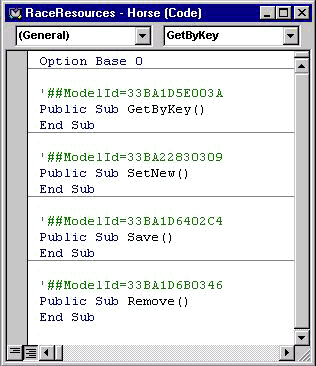 RaceResources - Horse (Code)
(General) GetByKey
Option Base 0
'##ModelId=33BA1D5E003A
Public Sub GetByKey()
End Sub
'##ModelId=33BA22830309
Public Sub SetNew()
End Sub
'##ModelId=33BA1D6402C4
Public Sub Save()
End Sub
'##ModelId=33BA1D6B0346
Public Sub Remove()
End Sub